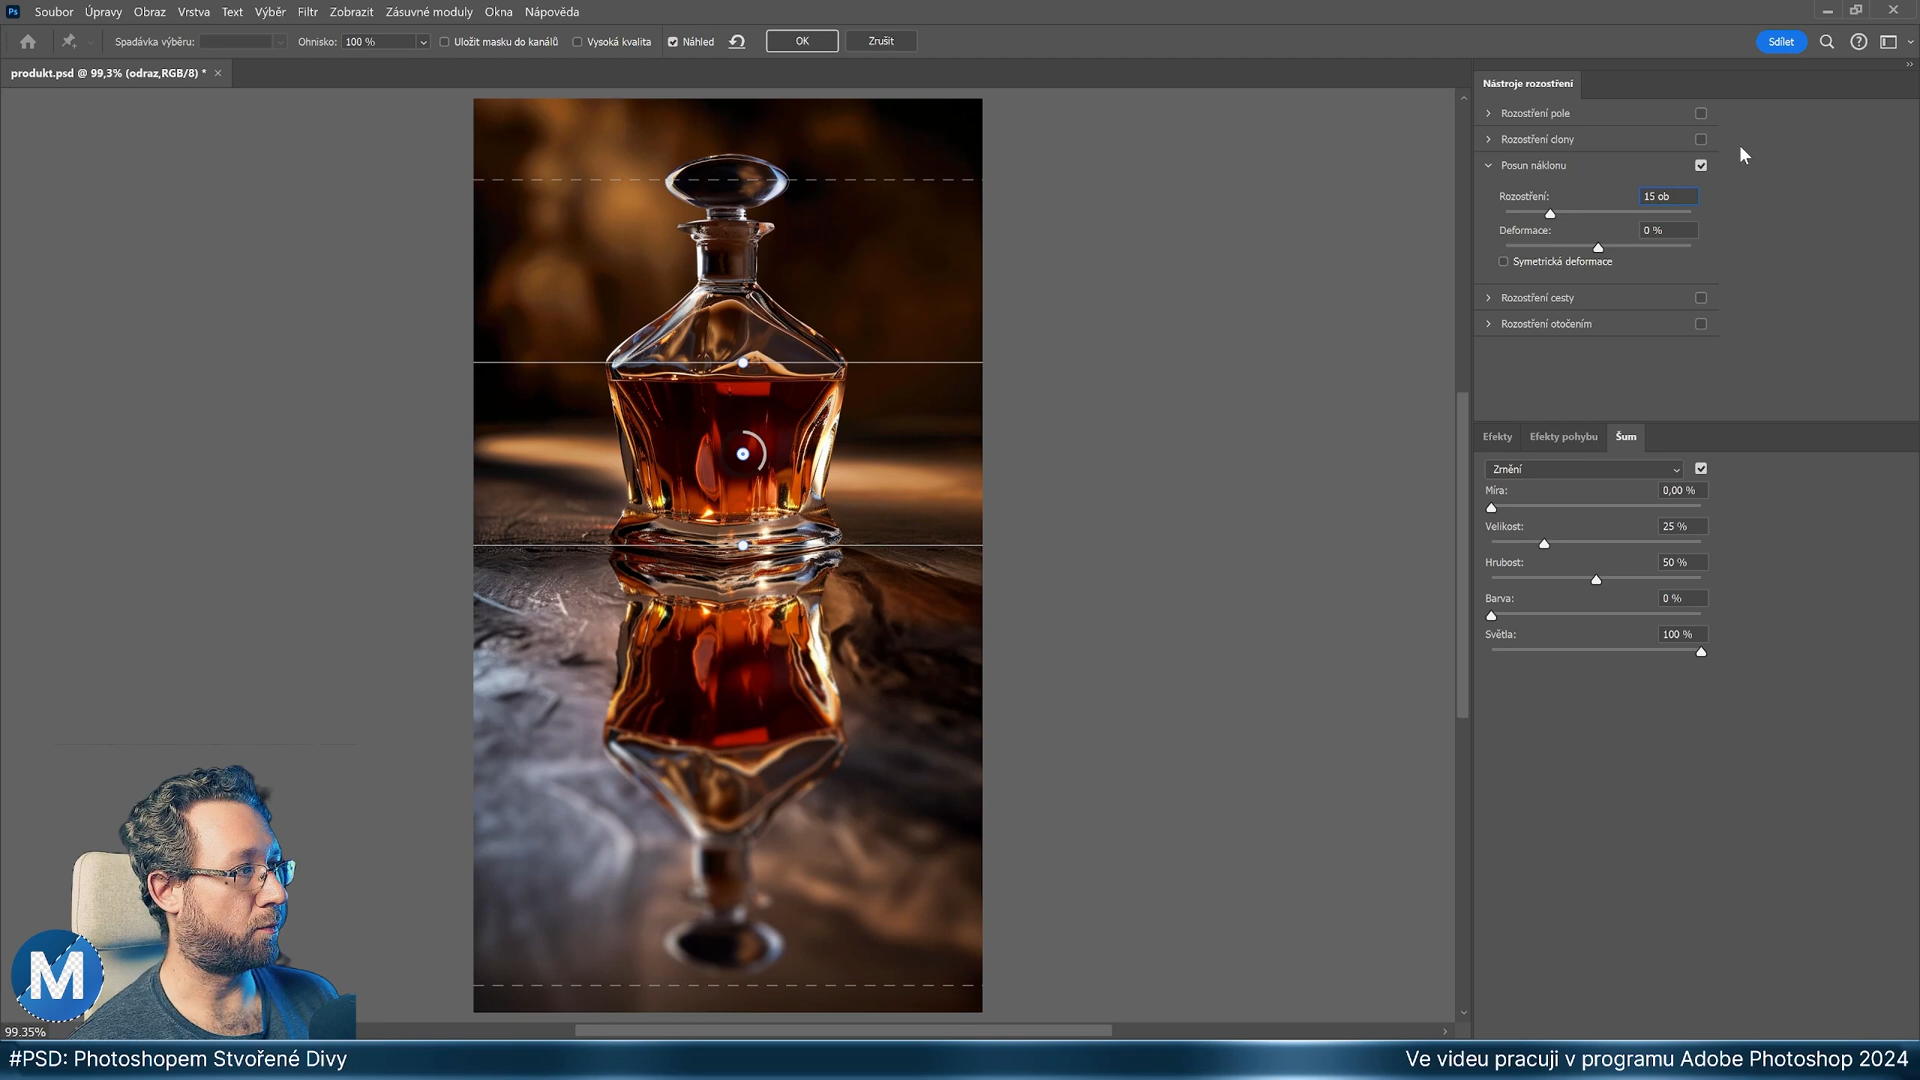 Ps Soubor Úpravy Obraz Vrstva Text Výběr Filtr Zobrazit Zásuvné moduly Okna Nápověda
Spadávka výběru: Ohnisko: 100 % Uložit masku do kanálů Vysoká kvalita Náhled OK Zrušit Sdílet
produkt.psd @ 99,3% (odraz,RGB/8) *
Nástroje rozostření
Rozostření pole
Rozostření clony
Posun náklonu
Rozostření: 15 ob
Deformace: 0 %
Symetrická deformace
Rozostření cesty
Rozostření otočením
Efekty Efekty pohybu Šum
Zrnění
Míra: 0,00 %
Velikost: 25 %
Hrubost: 50 %
Barva: 0 %
Světla: 100 %
M
99.35%
#PSD: Photoshopem Stvořené Divy
Ve videu pracuji v programu Adobe Photoshop 2024